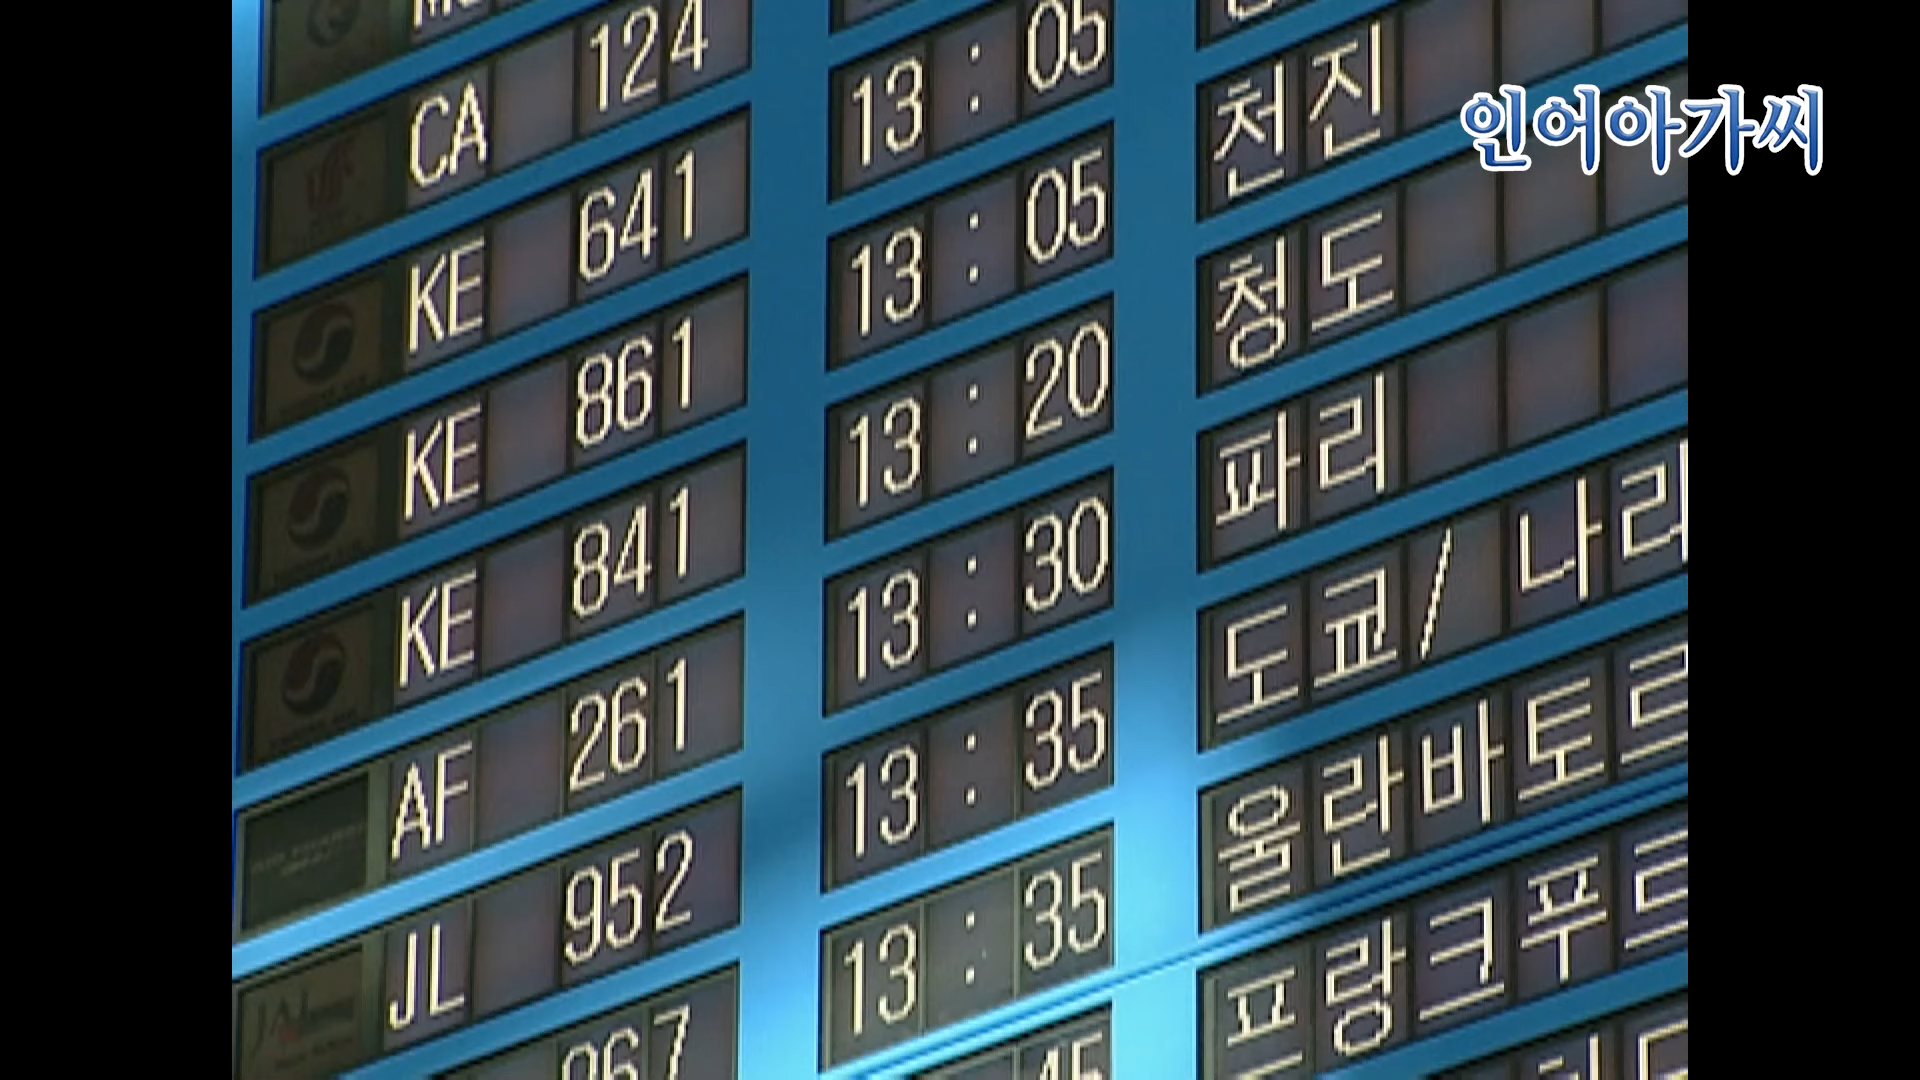 인어아가씨
CA 124
KE 641 13:05
KE 861 13:05 천진
KE 841 13:20 청도
AF 261 13:30 파리
JL 952 13:35 도쿄/나리
867 13:35 울란바토르
45 프랑크푸르